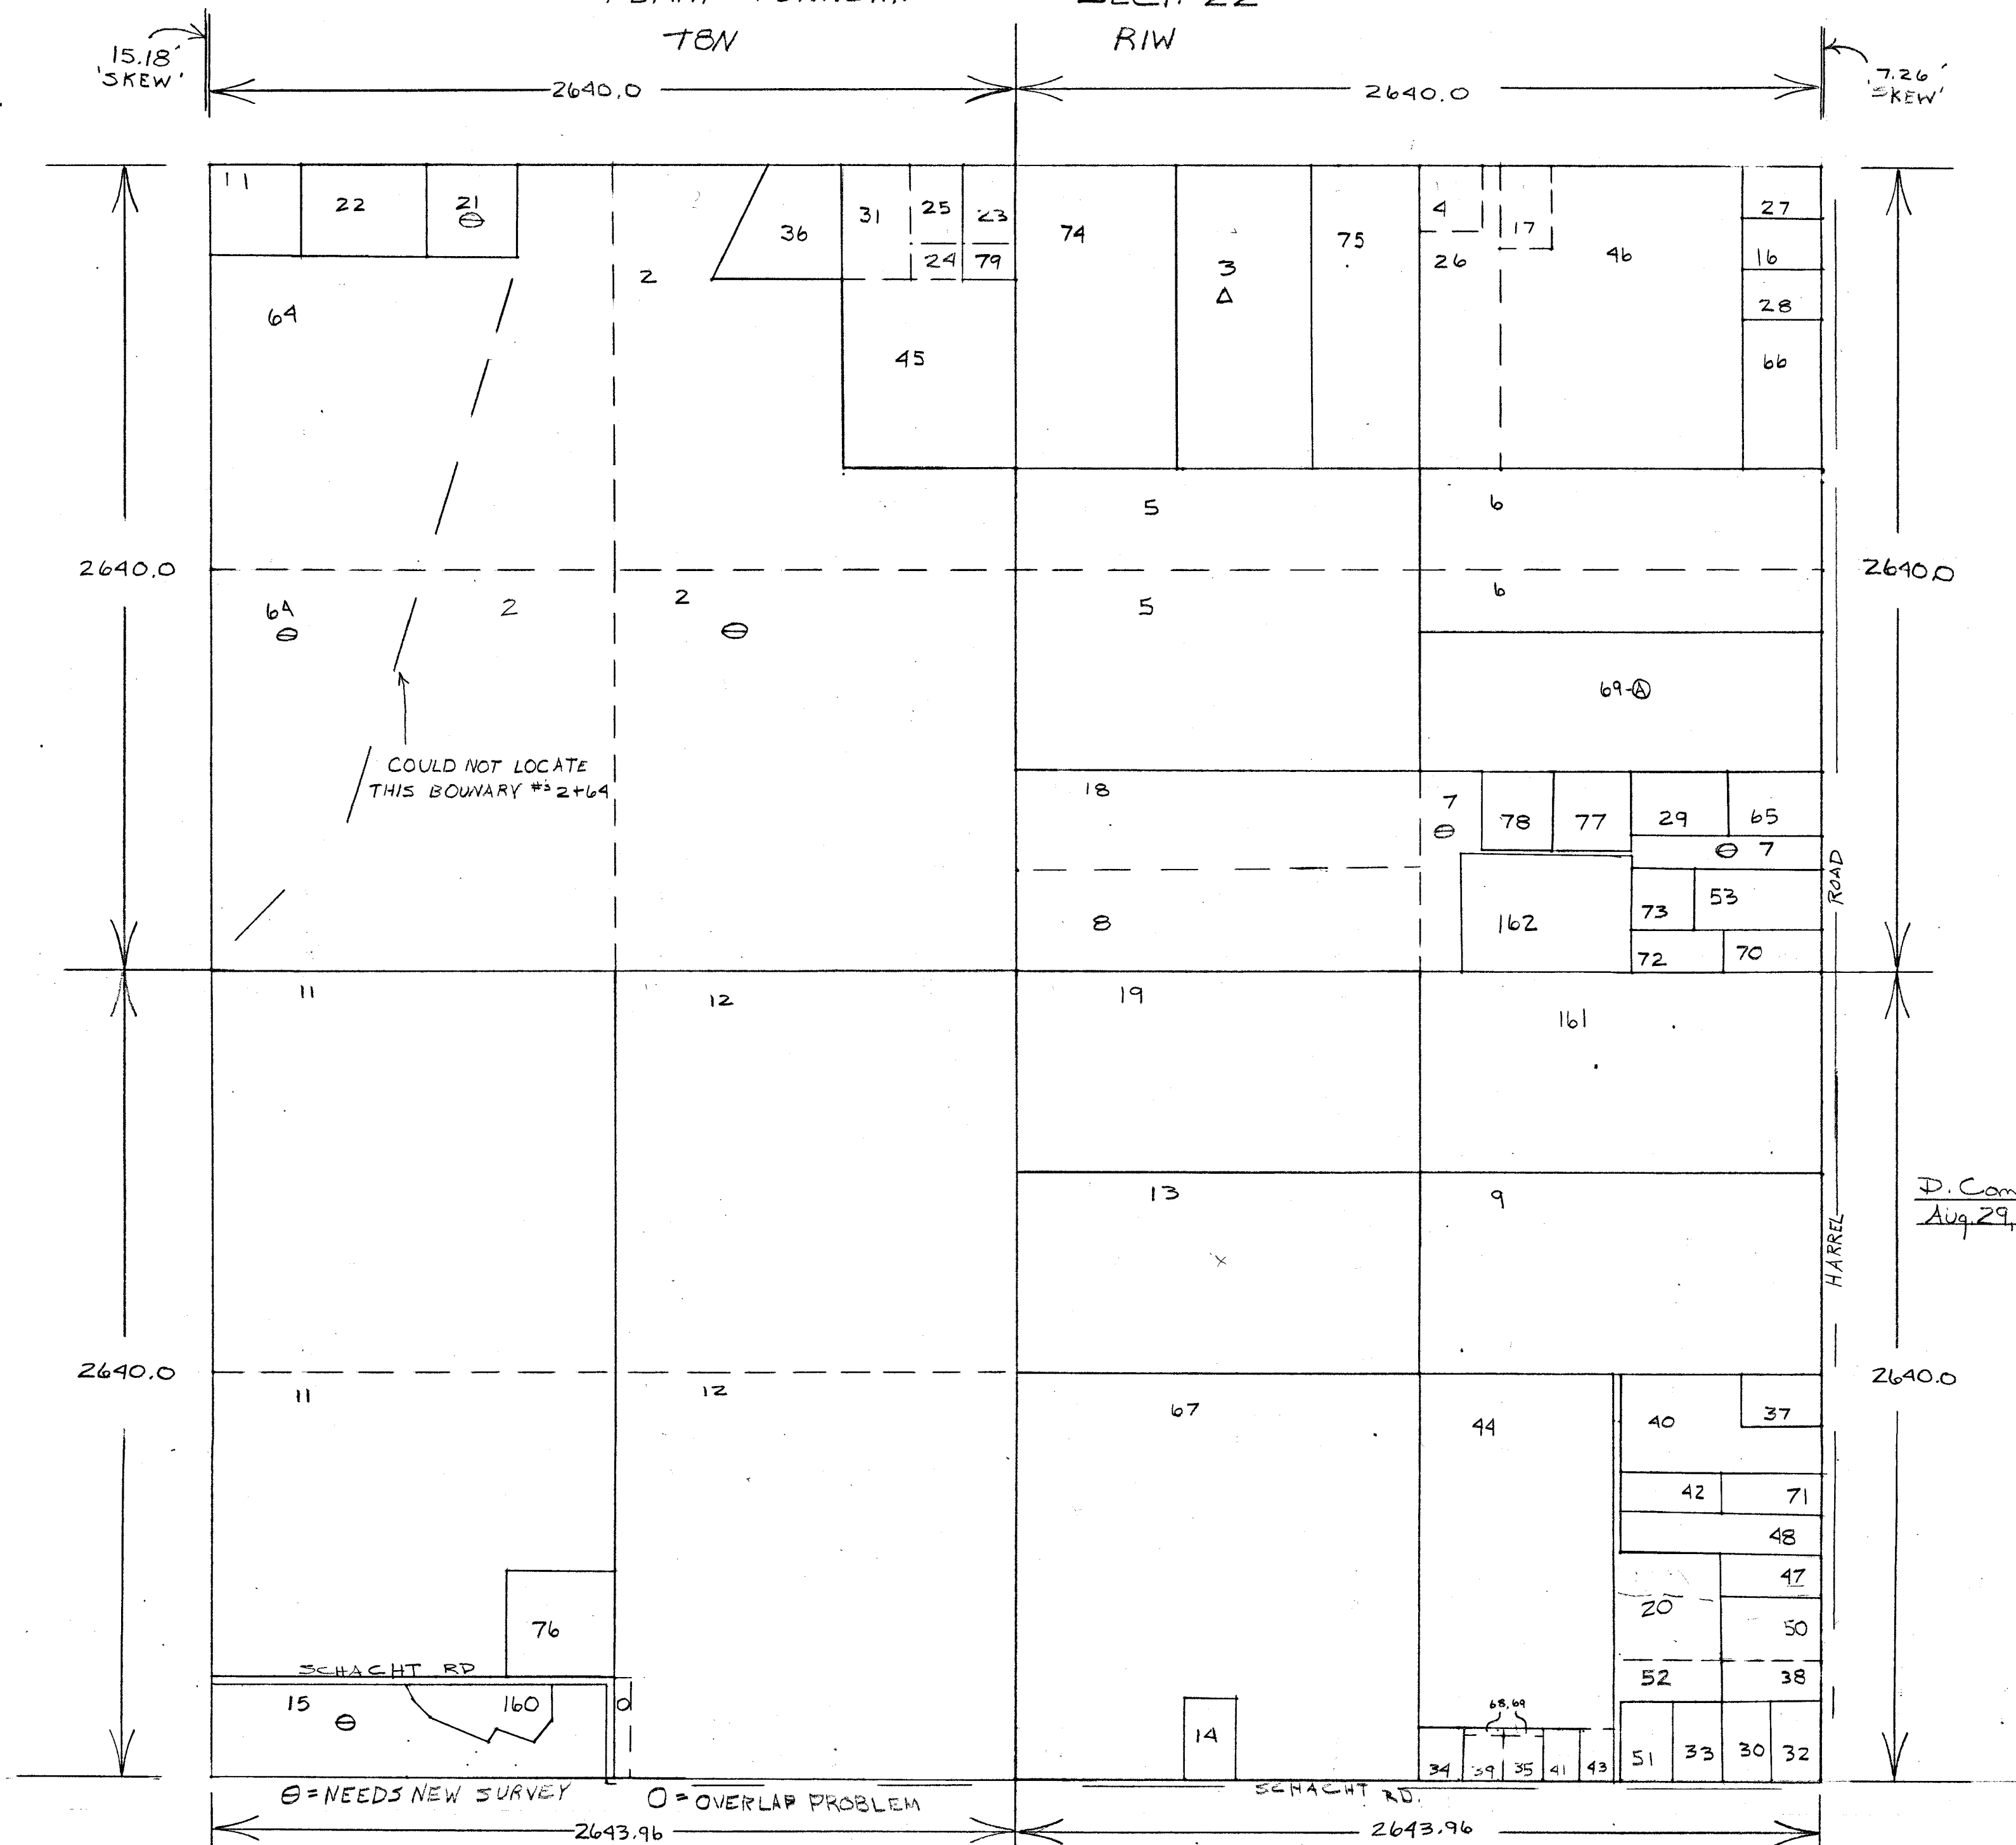 SEC. 22
T8N R1W
15.18'
'SKEW'
7.26'
'SKEW'
2640.0 2640.0
11 22 21 2 36 31 25 23 74 3 75 4 17 26 46 27
24 79 16
64 28
45 66
5 6
2640.0 2640.0
64 2 2 5 6
69-A
COULD NOT LOCATE
THIS BOUNARY #'s 2+64
18 7 78 77 29 65
7
8 162 73 53
72 70
ROAD
11 12 19 161
13 9
D. Com
Aug. 29,
HARREL
2640.0 2640.0
11 12 67 44 40 37
42 71
48
47
20
76 50
SCHACHT RD
52 38
15 160 O
68,69
14 34 39 35 41 43 51 33 30 32
SCHACHT RD.
θ = NEEDS NEW SURVEY O = OVERLAP PROBLEM
2643.96 2643.96